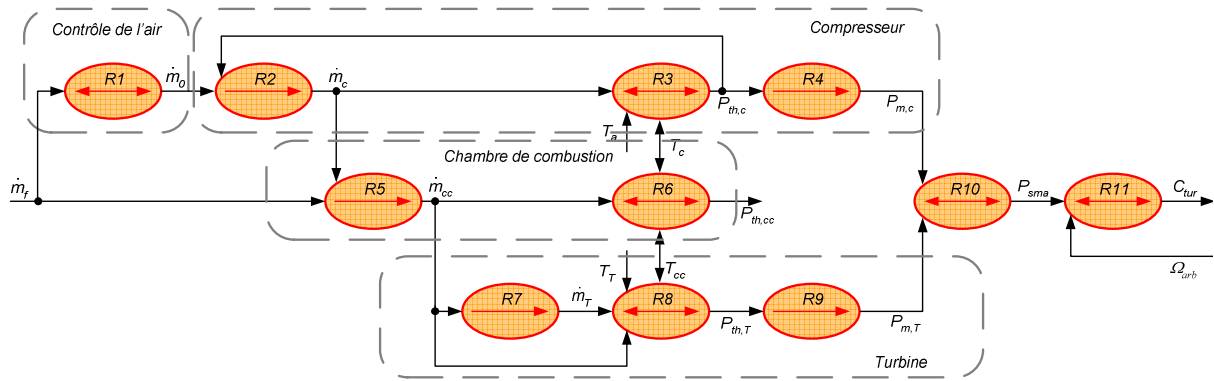 Contrôle de l'air
Compresseur
R1
ṁ0
R2
ṁc
R3
Pth,c
R4
Pm,c
Ta
Tc
Chambre de combustion
ṁf
R5
ṁcc
R6
Pth,cc
R10
Psma
R11
Ctur
Ωarb
TT
Tcc
R7
ṁT
R8
Pth,T
R9
Pm,T
Turbine